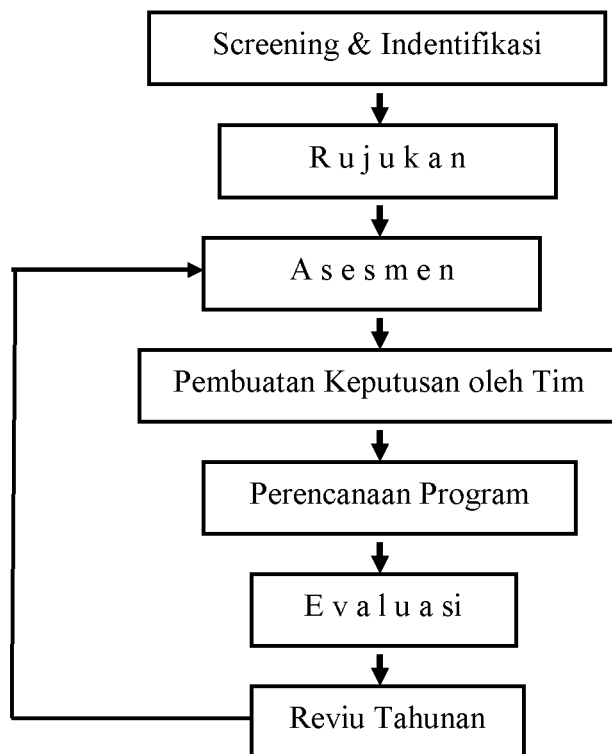 Screening & Indentifikasi
R u j u k a n
A s e s m e n
Pembuatan Keputusan oleh Tim
Perencanaan Program
E v a l u a si
Reviu Tahunan